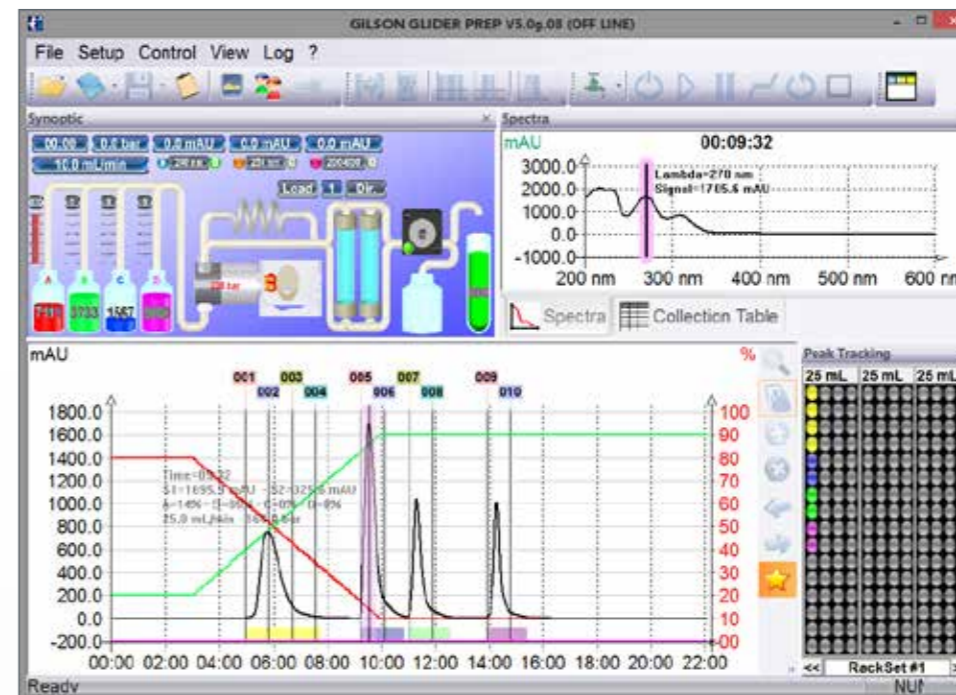 GILSON GLIDER PREP V5.0g.08 (OFF LINE)
File Setup Control View Log ?
Synoptic
00:00 0.0 bar 0.0 mAU 0.0 mAU 0.0 mAU
10.0 mL/min
Load 1 Dir.
A B C D
3733 1567
Spectra
mAU
00:09:32
Lambda=270 nm
Signal=1705.6 mAU
3000.0
2000.0
1000.0
0.0
-1000.0
200 nm 300 nm 400 nm 500 nm 600 nm
Spectra Collection Table
mAU
%
001 003 005 007 009
002 004 006 008 010
1800.0 100
1600.0 90
1400.0 80
1200.0 70
1000.0 60
800.0 50
600.0 40
400.0 30
200.0 20
0.0 10
-200.0 00
25.0 mL/min
00:00 02:00 04:00 06:00 08:00 10:00 12:00 14:00 16:00 18:00 20:00 22:00
Peak Tracking
25 mL 25 mL 25 mL
<< RackSet #1
Ready